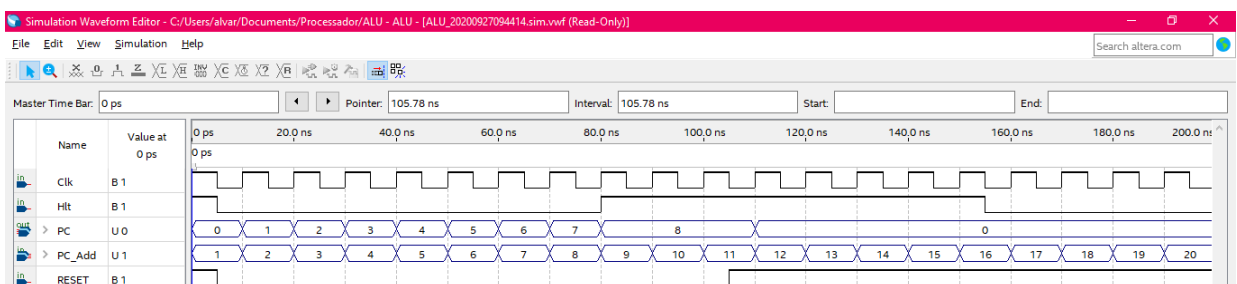 Simulation Waveform Editor - C:/Users/alvar/Documents/Processador/ALU - ALU - [ALU_20200927094414.sim.vwf (Read-Only)]
File Edit View Simulation Help
Search altera.com
Master Time Bar: 0 ps Pointer: 105.78 ns Interval: 105.78 ns Start: End:
Name Value at 0 ps
0 ps 20.0 ns 40.0 ns 60.0 ns 80.0 ns 100.0 ns 120.0 ns 140.0 ns 160.0 ns 180.0 ns 200.0 ns
0 ps
in Clk B 1
in Hlt B 1
out PC U 0 0 1 2 3 4 5 6 7 8 0
in PC_Add U 1 1 2 3 4 5 6 7 8 9 10 11 12 13 14 15 16 17 18 19 20
in RESET B 1